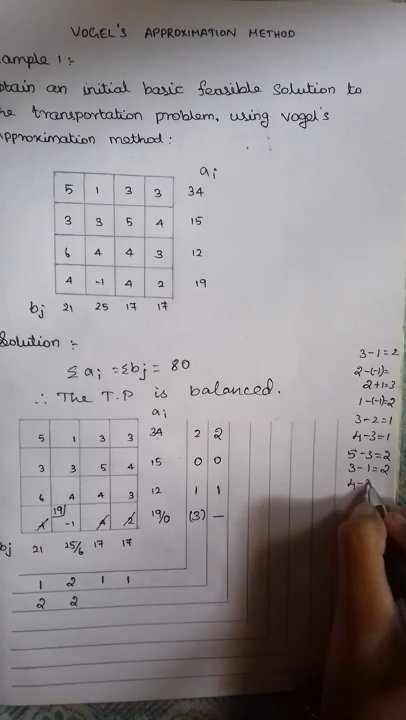 VOGEL'S APPROXIMATION METHOD
ample 1 :-
tain an initial basic feasible solution to
he transportation problem, using vogel's
pproximation method :
ai
5 1 3 3 34
3 3 5 4 15
6 4 4 3 12
4 -1 4 2 19
bj 21 25 17 17
Solution :-
Σai = Σbj = 80
∴ The T.P is balanced.
ai
5 1 3 3 34 2 2
3 3 5 4 15 0 0
6 4 4 3 12 1 1
4 19 -1 4 2 19/0 (3) —
bj 21 25/6 17 17
1 2 1 1
2 2
3-1=2
2-(-1)=
2+1=3
1-(-1)=2
3-2=1
4-3=1
5-3=2
3-1=2